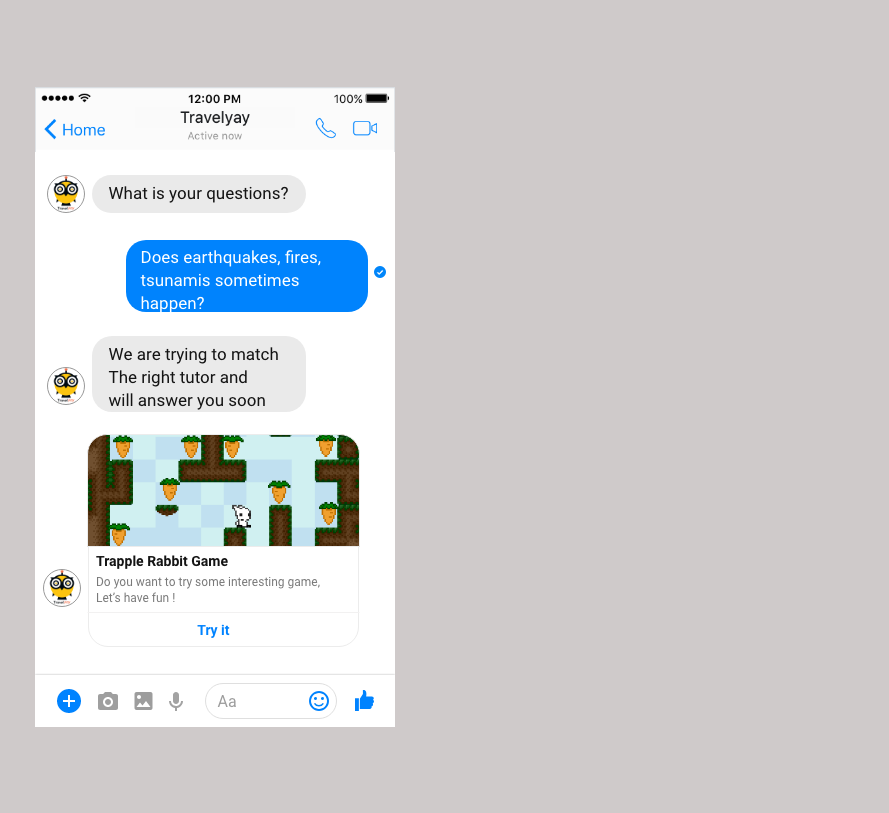 12:00 PM
100%
Home
Travelyay
Active now
What is your questions?
Does earthquakes, fires,
tsunamis sometimes
happen?
We are trying to match
The right tutor and
will answer you soon
Trapple Rabbit Game
Do you want to try some interesting game,
Let's have fun !
Try it
Aa